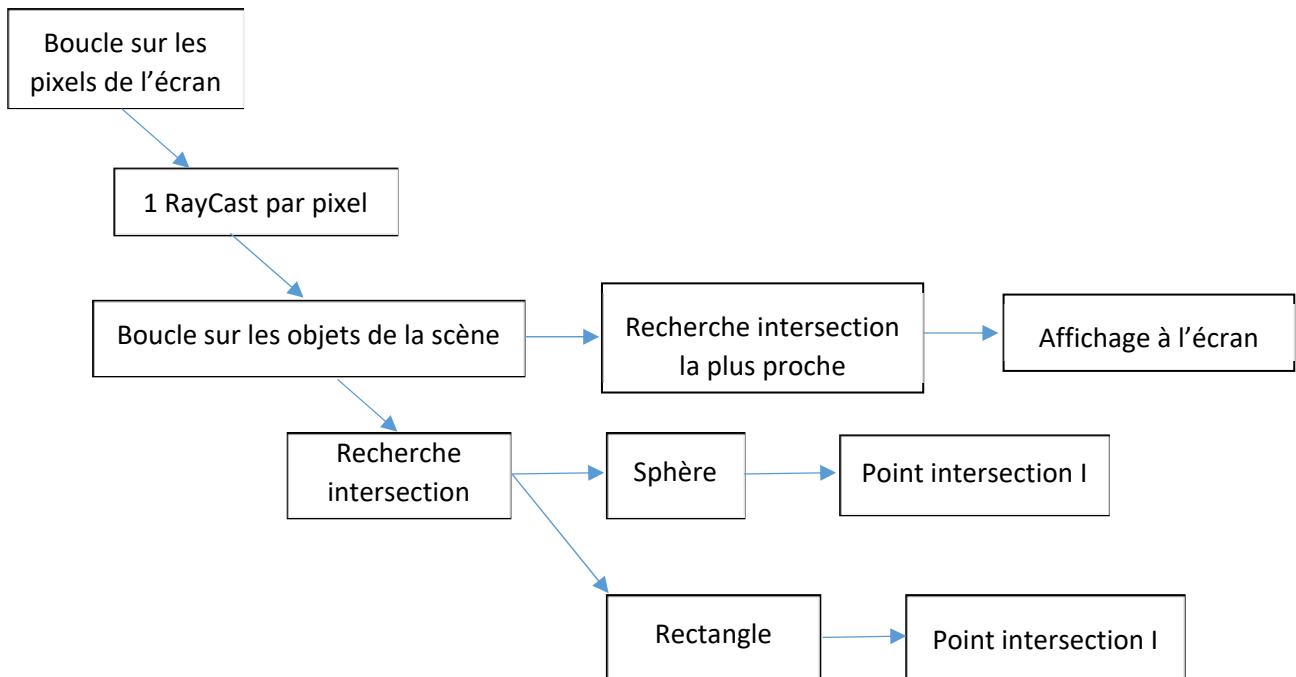 Boucle sur les
pixels de l’écran
1 RayCast par pixel
Boucle sur les objets de la scène
Recherche intersection
la plus proche
Affichage à l’écran
Recherche
intersection
Sphère
Point intersection I
Rectangle
Point intersection I